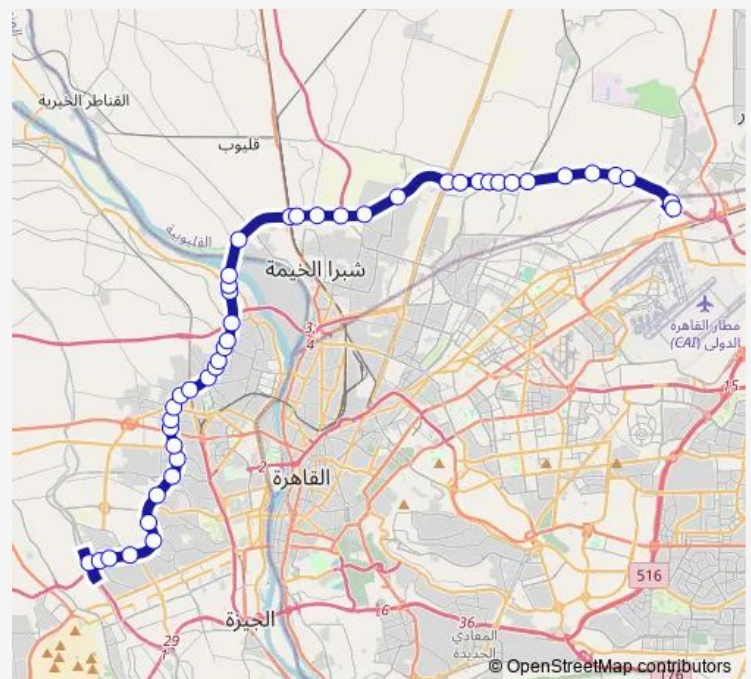 القناطر الخيرية
قليوب
القليوبية
شبرا الخيمة
3;
4
مطار القاهرة
الدولى (CAI)
15
2
القاهرة
516
الجيزة
6
36
المعادي
الجديدة
29
1
© OpenStreetMap contributors